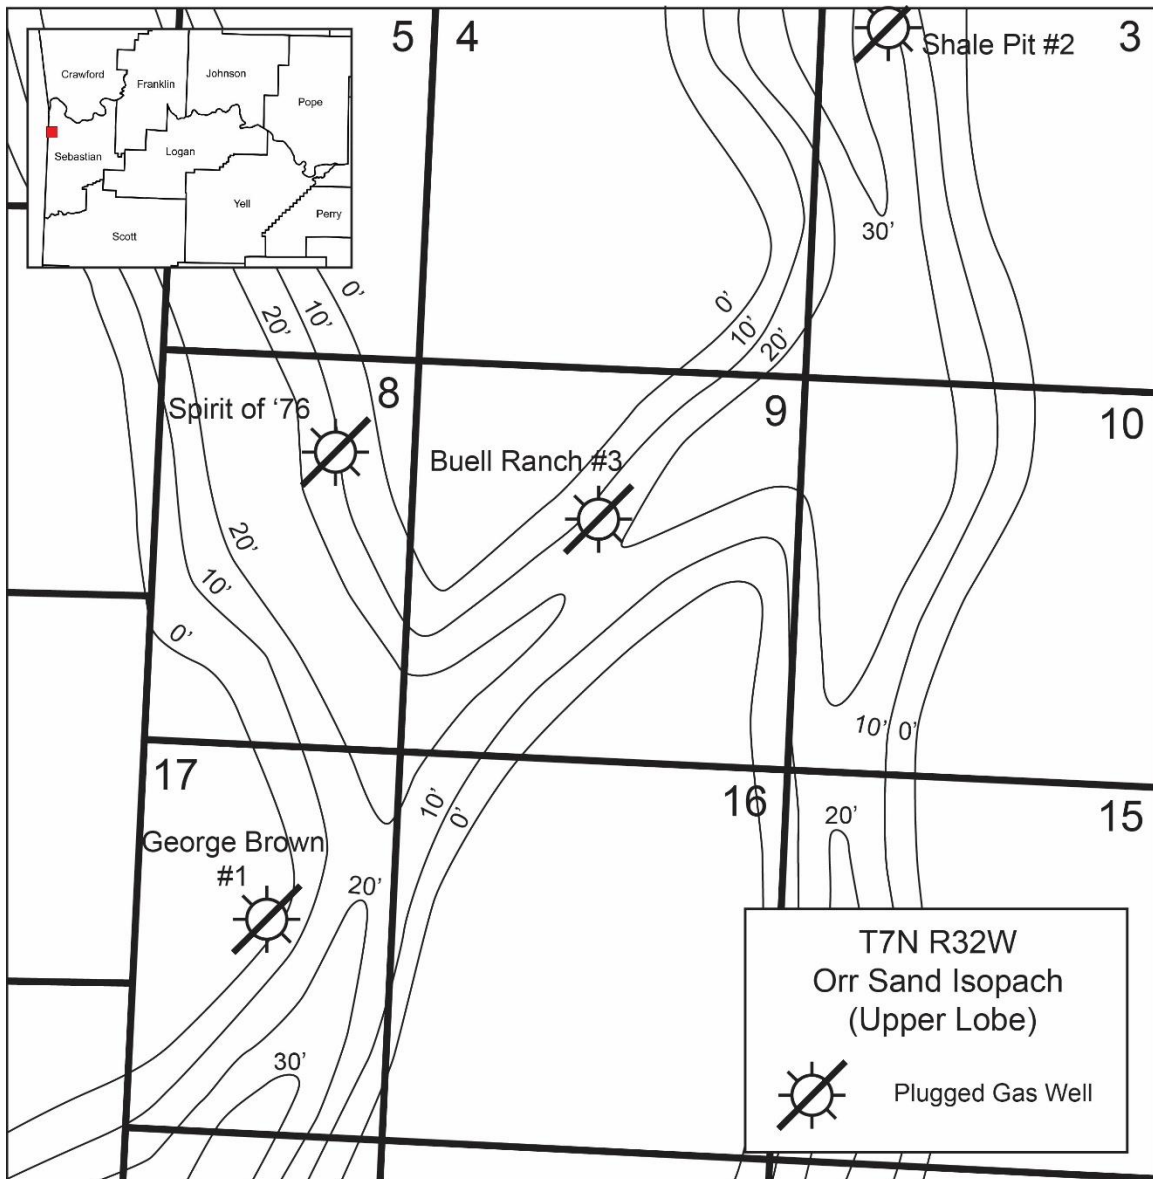 5
4
3
Shale Pit #2
Crawford
Franklin
Johnson
Pope
Sebastian
Logan
Yell
Perry
Scott
30'
0'
10'
20'
0'
10'
20'
8
9
10
Spirit of '76
Buell Ranch #3
20'
10'
0'
10'
0'
17
16
15
10'
0'
20'
George Brown
#1
20'
30'
T7N R32W
Orr Sand Isopach
(Upper Lobe)
Plugged Gas Well